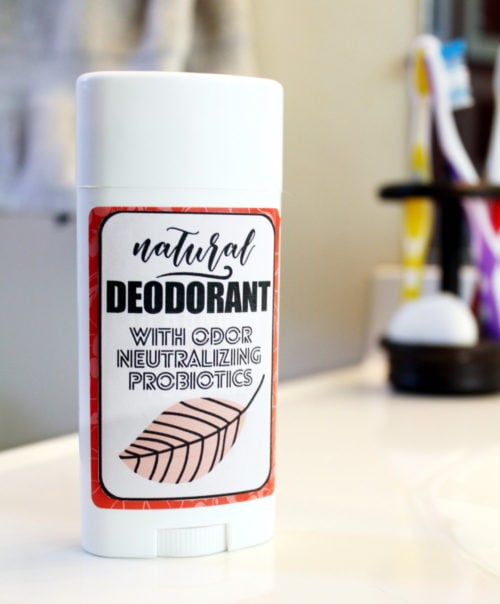 natural
DEODORANT
WITH ODOR
NEUTRALIZING
PROBIOTICS